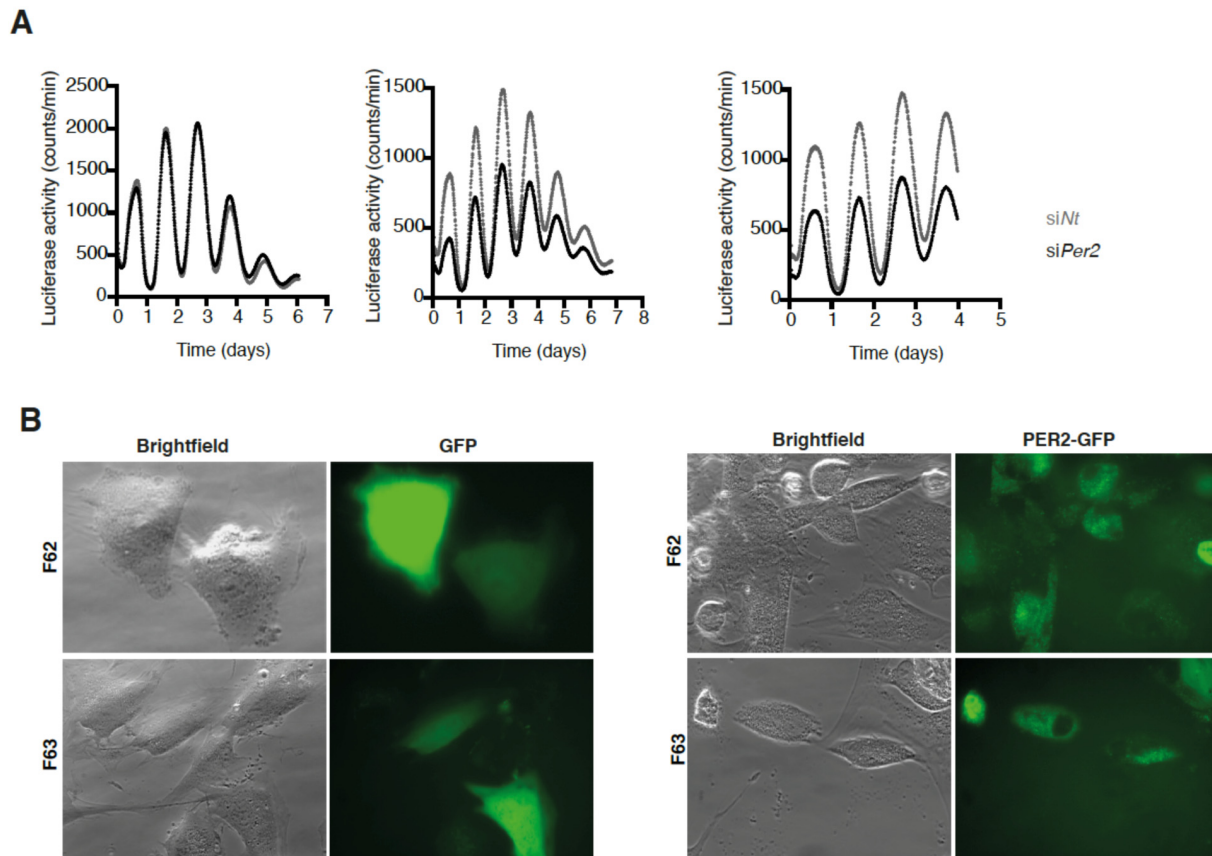 A
Luciferase activity (counts/min)
2500
2000
1500
1000
500
0
0 1 2 3 4 5 6 7
Time (days)
Luciferase activity (counts/min)
1500
1000
500
0
0 1 2 3 4 5 6 7 8
Time (days)
Luciferase activity (counts/min)
1500
1000
500
0
0 1 2 3 4 5
Time (days)
siNt
siPer2
B
Brightfield
GFP
Brightfield
PER2-GFP
F62
F62
F63
F63